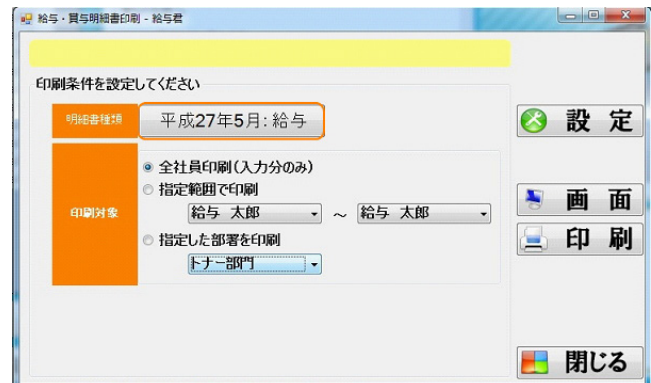 給与・賞与明細書印刷 - 給与君
印刷条件を設定してください
明細書種類
平成27年5月: 給与
設 定
印刷対象
全社員印刷(入力分のみ)
指定範囲で印刷
給与 太郎 ～ 給与 太郎
指定した部署を印刷
トナー部門
画 面
印 刷
閉じる